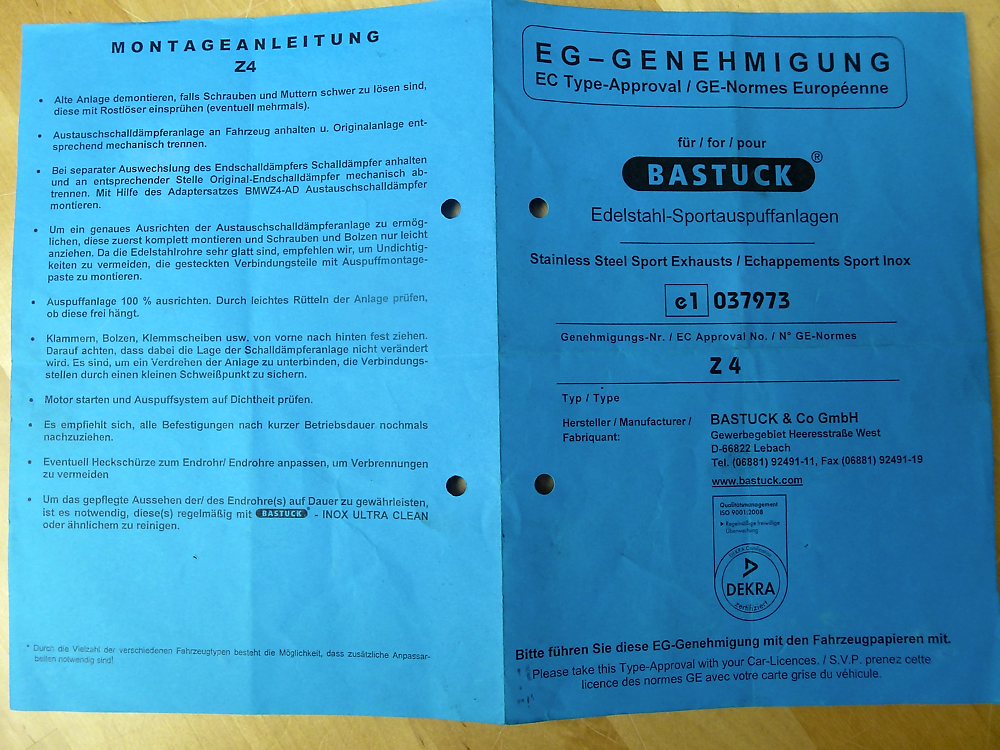 MONTAGEANLEITUNG
Z4
• Alte Anlage demontieren, falls Schrauben und Muttern schwer zu lösen sind,
diese mit Rostlöser einsprühen (eventuell mehrmals).
• Austauschschalldämpferanlage an Fahrzeug anhalten u. Originalanlage ent-
sprechend mechanisch trennen.
• Bei separater Auswechslung des Endschalldämpfers Schalldämpfer anhalten
und an entsprechender Stelle Original-Endschalldämpfer mechanisch ab-
trennen. Mit Hilfe des Adaptersatzes BMWZ4-AD Austauschschalldämpfer
montieren.
• Um ein genaues Ausrichten der Austauschschalldämpferanlage zu ermög-
lichen, diese zuerst komplett montieren und Schrauben und Bolzen nur leicht
anziehen. Da die Edelstahlrohre sehr glatt sind, empfehlen wir, um Undichtig-
keiten zu vermeiden, die gesteckten Verbindungsteile mit Auspuffmontage-
paste zu montieren.
• Auspuffanlage 100 % ausrichten. Durch leichtes Rütteln der Anlage prüfen,
ob diese frei hängt.
• Klammern, Bolzen, Klemmscheiben usw. von vorne nach hinten fest ziehen.
Darauf achten, dass dabei die Lage der Schalldämpferanlage nicht verändert
wird. Es sind, um ein Verdrehen der Anlage zu unterbinden, die Verbindungs-
stellen durch einen kleinen Schweißpunkt zu sichern.
• Motor starten und Auspuffsystem auf Dichtheit prüfen.
• Es empfiehlt sich, alle Befestigungen nach kurzer Betriebsdauer nochmals
nachzuziehen.
• Eventuell Heckschürze zum Endrohr/ Endrohre anpassen, um Verbrennungen
zu vermeiden
• Um das gepflegte Aussehen der/ des Endrohre(s) auf Dauer zu gewährleisten,
ist es notwendig, diese(s) regelmäßig mit BASTUCK® - INOX ULTRA CLEAN
oder ähnlichem zu reinigen.
* Durch die Vielzahl der verschiedenen Fahrzeugtypen besteht die Möglichkeit, dass zusätzliche Anpassar-
beiten notwendig sind!
EG–GENEHMIGUNG
EC Type-Approval / GE-Normes Européenne
für / for / pour
BASTUCK®
Edelstahl-Sportauspuffanlagen
Stainless Steel Sport Exhausts / Echappements Sport Inox
e1 037973
Genehmigungs-Nr. / EC Approval No. / N° GE-Normes
Z 4
Typ / Type
Hersteller / Manufacturer /
Fabriquant:
BASTUCK & Co GmbH
Gewerbegebiet Heeresstraße West
D-66822 Lebach
Tel. (06881) 92491-11, Fax (06881) 92491-19
www.bastuck.com
Qualitätsmanagement
ISO 9001:2008
➤ Regelmäßige freiwillige
Überwachung
DEKRA Certification
DEKRA
zertifiziert
Bitte führen Sie diese EG-Genehmigung mit den Fahrzeugpapieren mit.
Please take this Type-Approval with your Car-Licences. / S.V.P. prenez cette
licence des normes GE avec votre carte grise du véhicule.